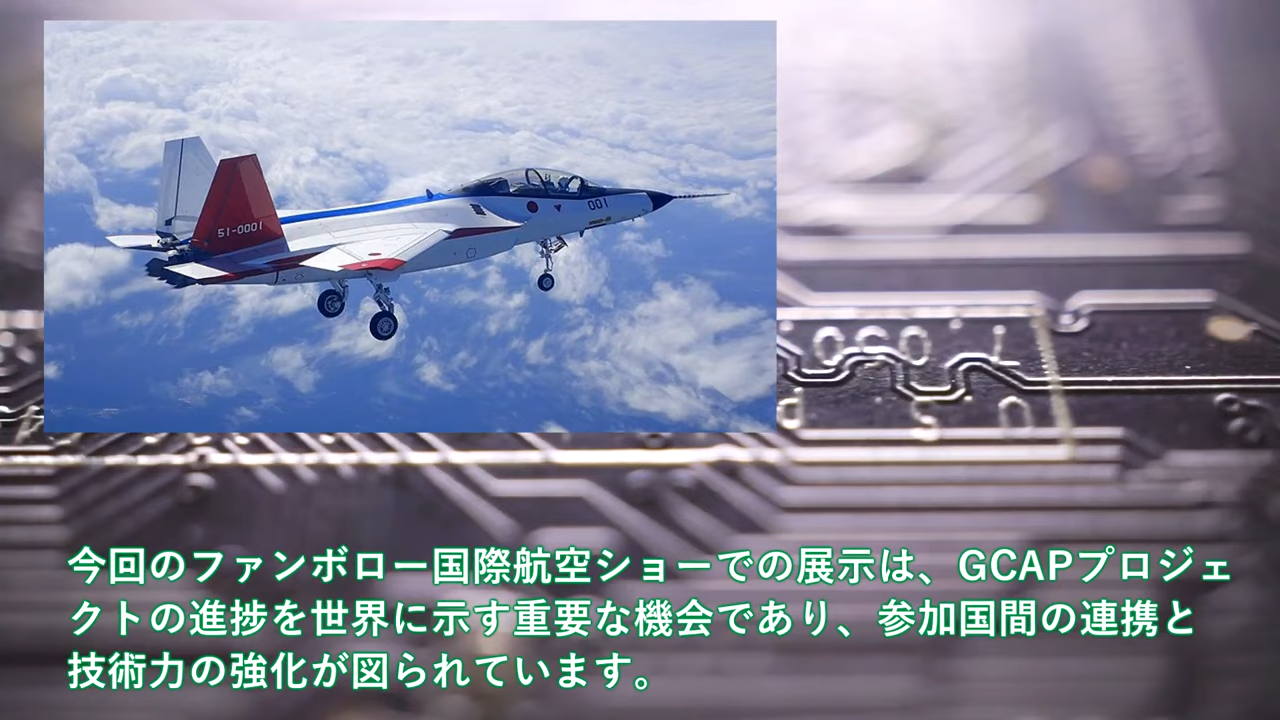 001
51-0001
今回のファンボロー国際航空ショーでの展示は、GCAPプロジェ
クトの進捗を世界に示す重要な機会であり、参加国間の連携と
技術力の強化が図られています。